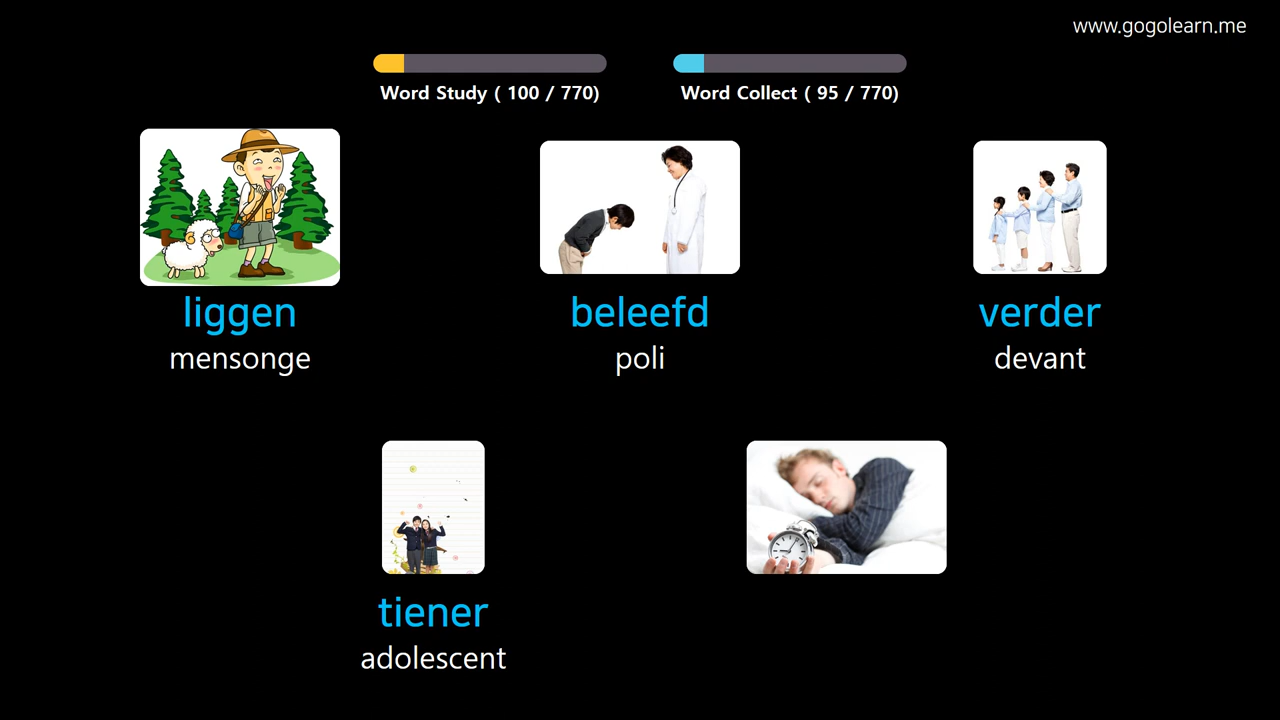 www.gogolearn.me
Word Study ( 100 / 770)
Word Collect ( 95 / 770)
liggen
mensonge
beleefd
poli
verder
devant
tiener
adolescent